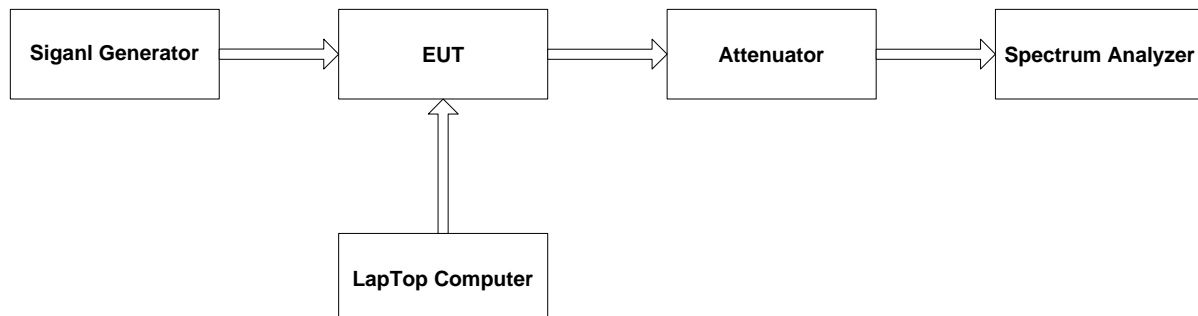 Siganl Generator
EUT
Attenuator
Spectrum Analyzer
LapTop Computer